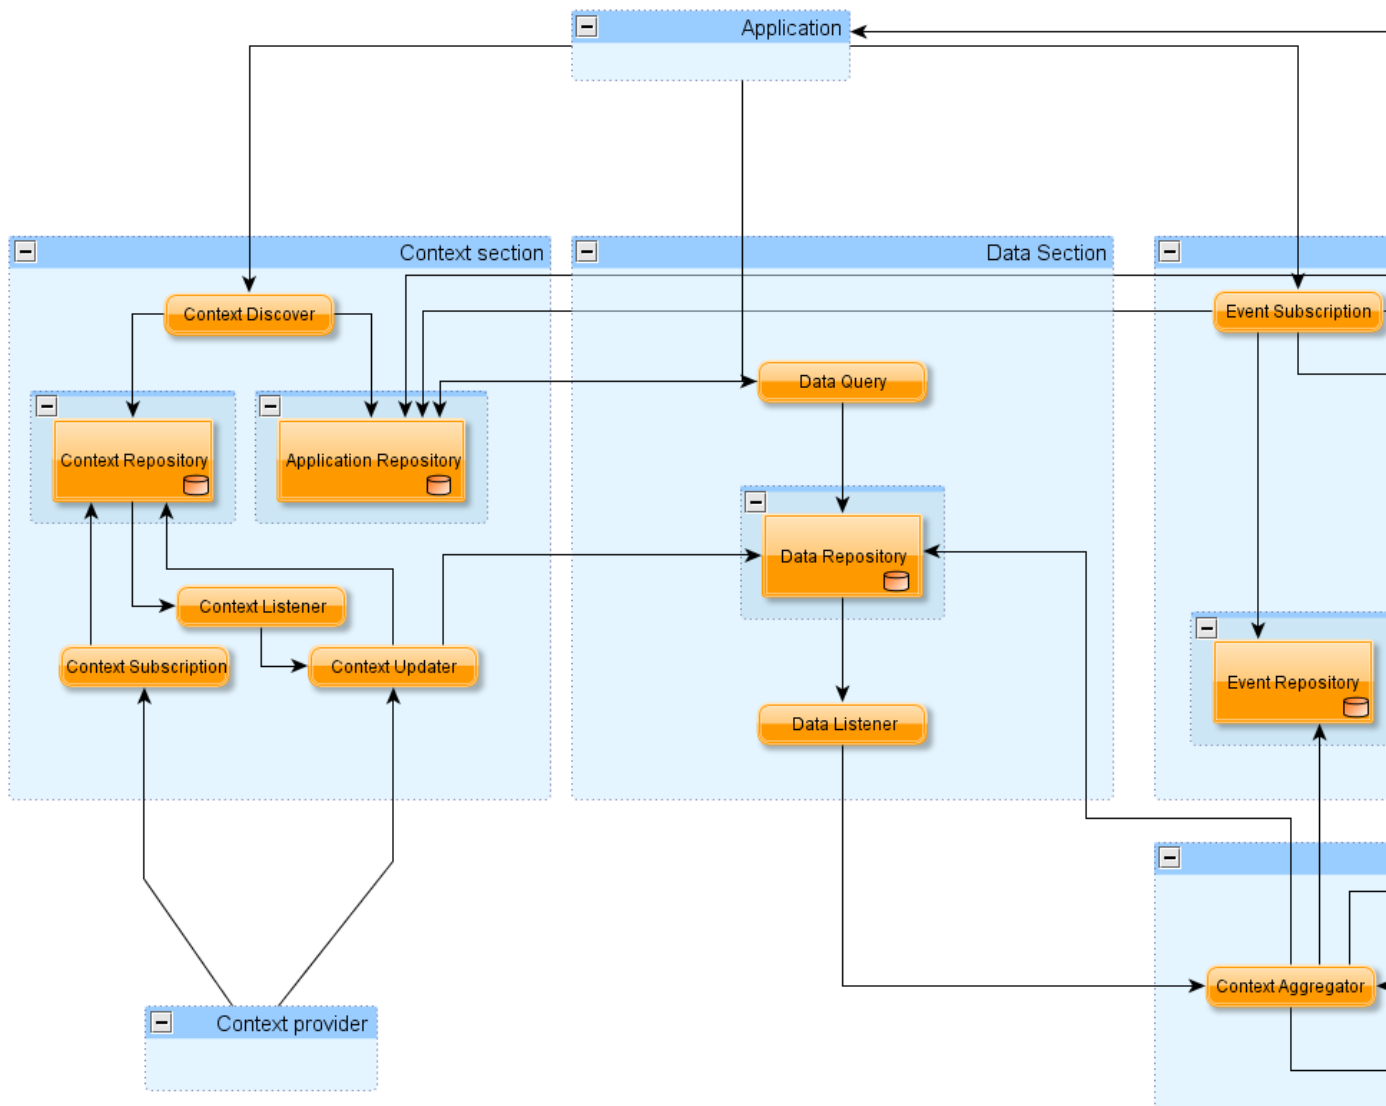 Application
Context section
Data Section
Context Discover
Event Subscription
Data Query
Context Repository
Application Repository
Data Repository
Context Listener
Context Subscription
Context Updater
Event Repository
Data Listener
Context Aggregator
Context provider